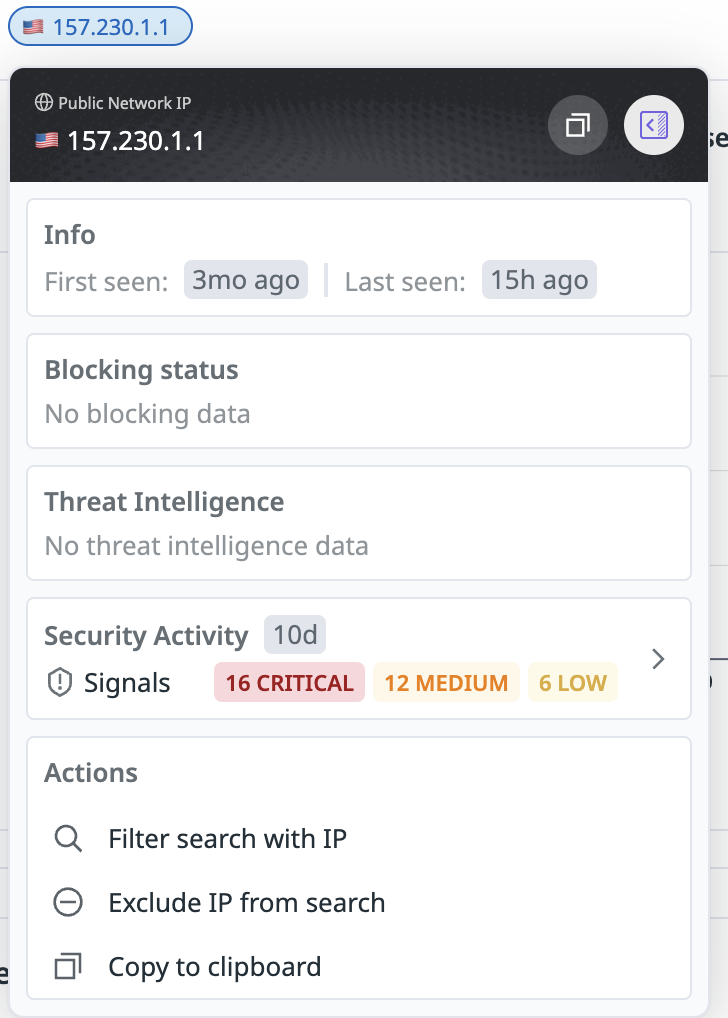 157.230.1.1
Public Network IP
157.230.1.1
se
Info
First seen: 3mo ago Last seen: 15h ago
Blocking status
No blocking data
Threat Intelligence
No threat intelligence data
Security Activity 10d
Signals 16 CRITICAL 12 MEDIUM 6 LOW
Actions
Filter search with IP
Exclude IP from search
Copy to clipboard